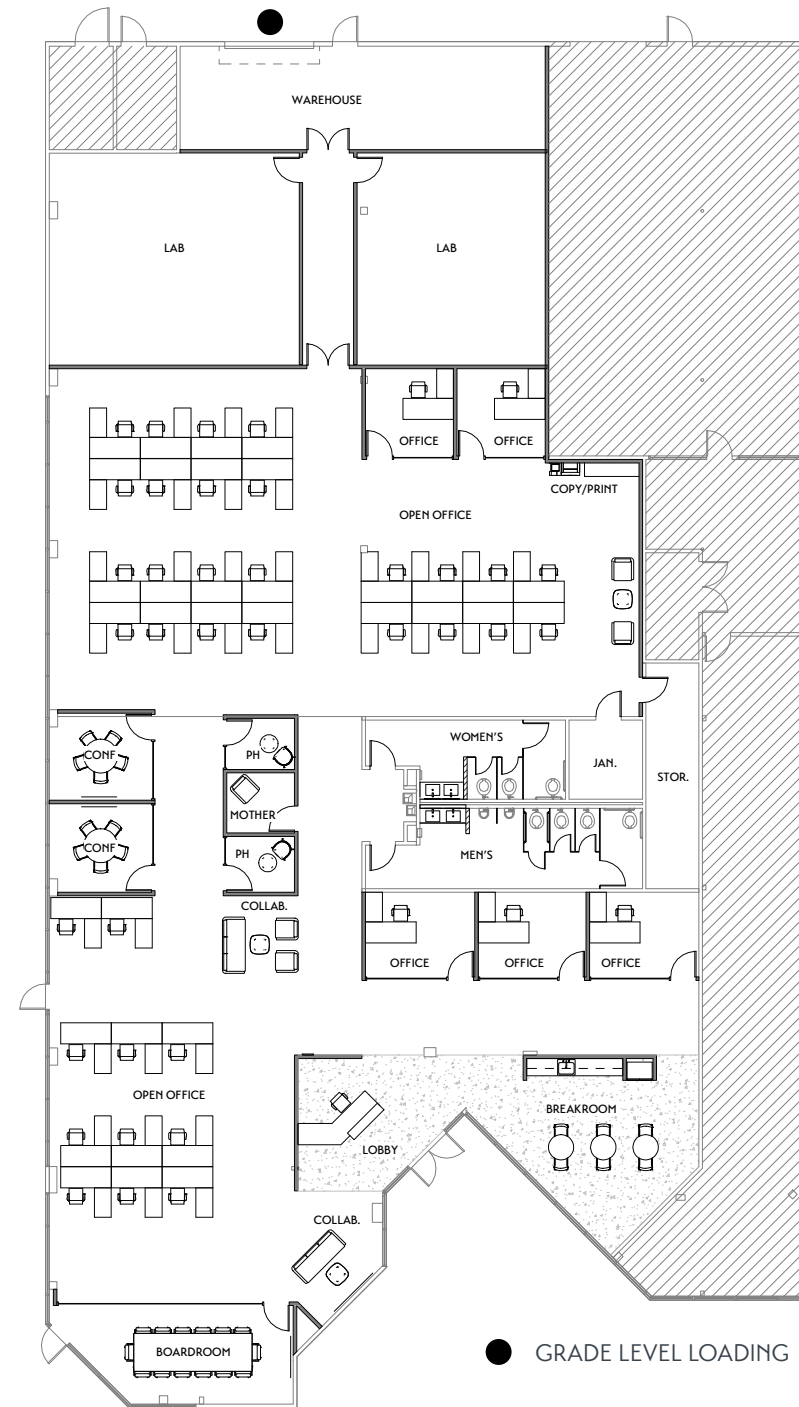 WAREHOUSE
LAB
LAB
OFFICE
OFFICE
COPY/PRINT
OPEN OFFICE
WOMEN'S
CONF
PH
JAN.
STOR.
MOTHER
CONF
PH
MEN'S
COLLAB.
OFFICE
OFFICE
OFFICE
OPEN OFFICE
BREAKROOM
LOBBY
COLLAB.
BOARDROOM
GRADE LEVEL LOADING